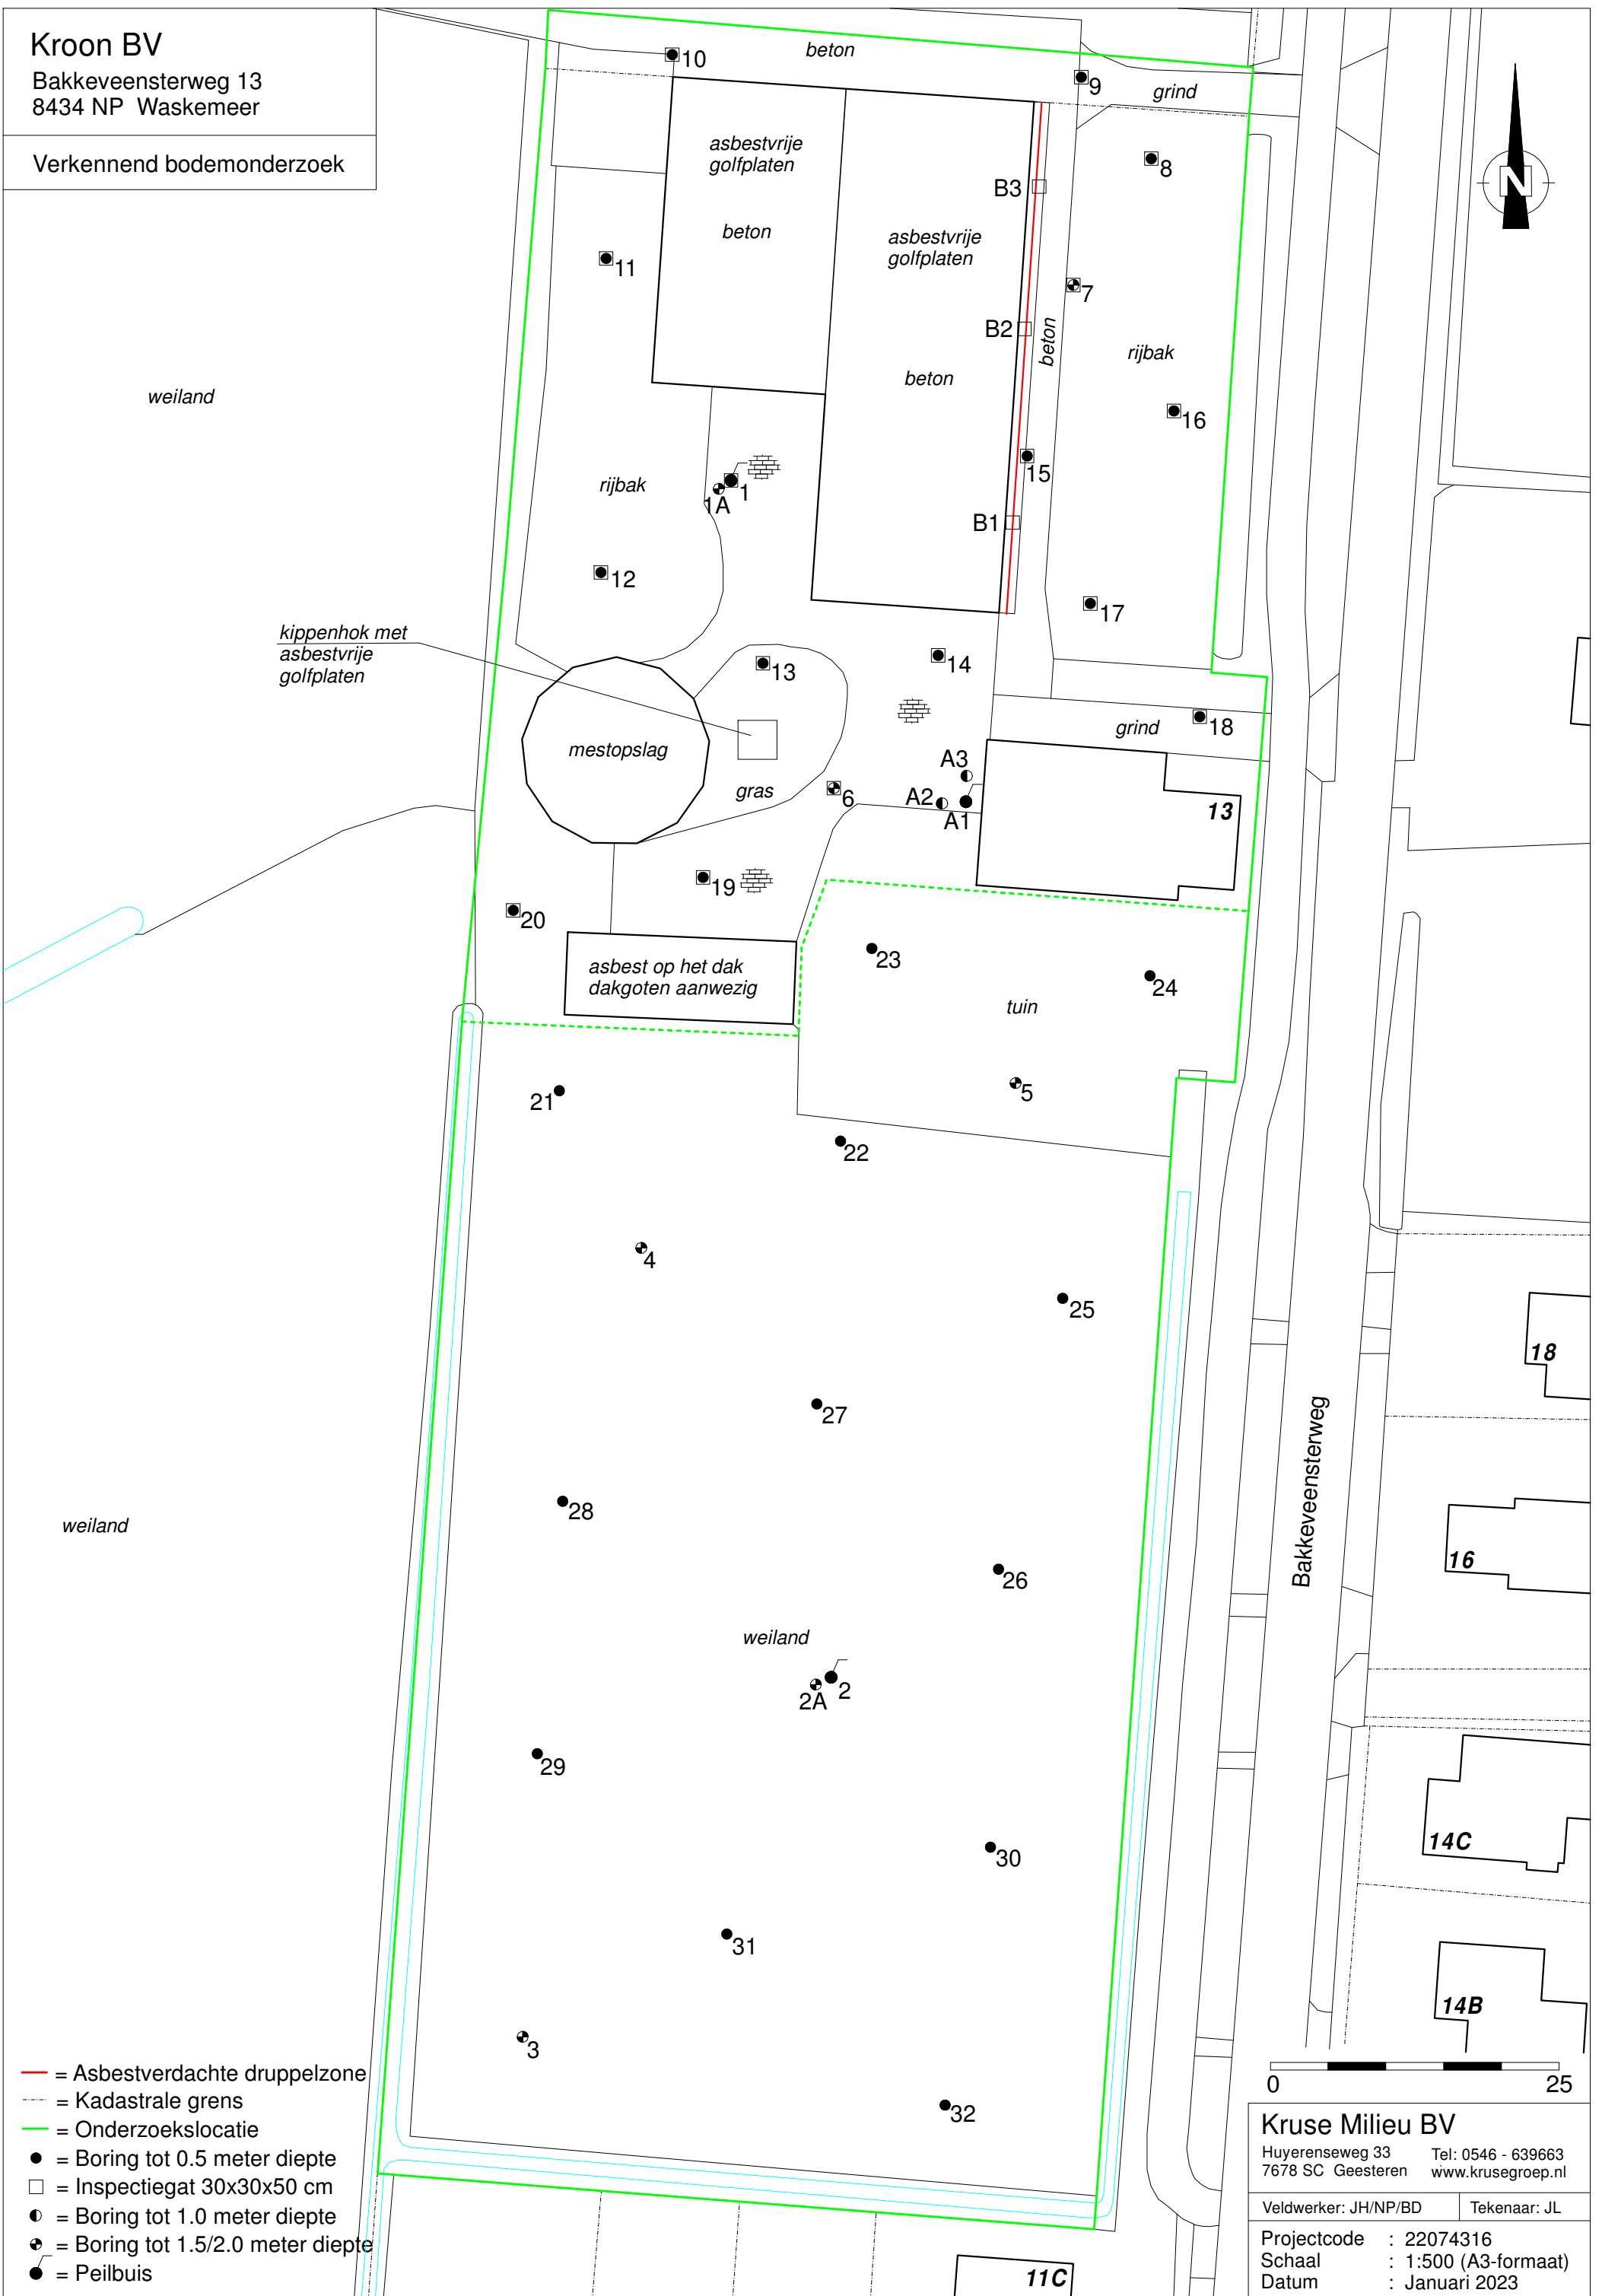 Kroon BV
Bakkeveensterweg 13
8434 NP Waskemeer
Verkennend bodemonderzoek
10
beton
9
grind
asbestvrije
golfplaten
8
B3
N
beton
asbestvrije
golfplaten
11
7
B2
beton
rijbak
beton
weiland
16
15
rijbak
1
1A
B1
12
17
kippenhok met
asbestvrije
golfplaten
14
13
18
grind
mestopslag
A3
gras
6
A2
A1
13
19
20
23
asbest op het dak
dakgoten aanwezig
24
tuin
21
5
22
4
25
18
27
Bakkeveensterweg
28
weiland
16
26
weiland
2
2A
29
14C
30
31
14B
3
32
= Asbestverdachte druppelzone
= Kadastrale grens
= Onderzoekslocatie
= Boring tot 0.5 meter diepte
= Inspectiegat 30x30x50 cm
= Boring tot 1.0 meter diepte
= Boring tot 1.5/2.0 meter diepte
= Peilbuis
11C
0 25
Kruse Milieu BV
Huyerenseweg 33 Tel: 0546 - 639663
7678 SC Geesteren www.krusegroep.nl
Veldwerker: JH/NP/BD Tekenaar: JL
Projectcode : 22074316
Schaal : 1:500 (A3-formaat)
Datum : Januari 2023